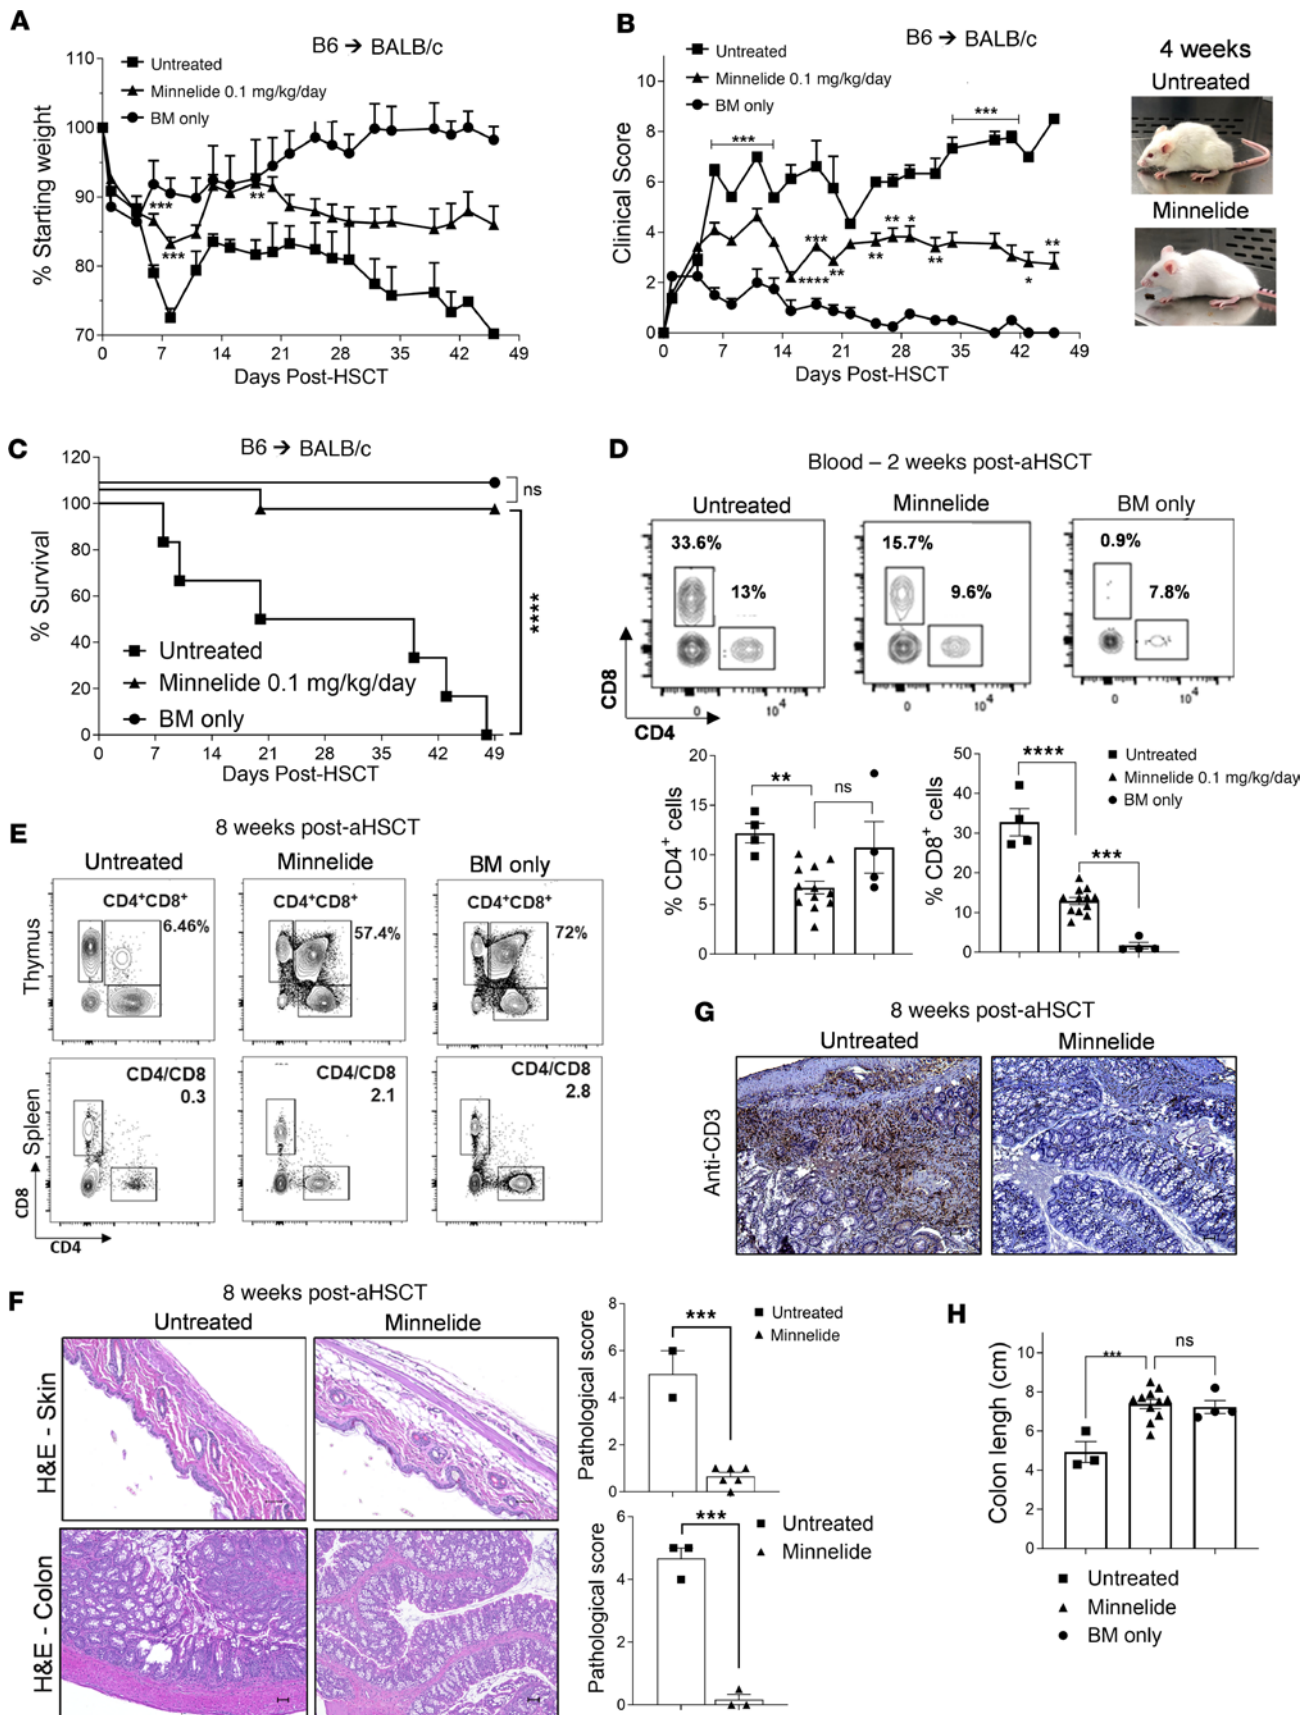 A
B6 → BALB/c
Untreated
Minnelide 0.1 mg/kg/day
BM only
% Starting weight
110
100
90
80
70
***
***
**
0 7 14 21 28 35 42 49
Days Post-HSCT
B
B6 → BALB/c
Untreated
Minnelide 0.1 mg/kg/day
BM only
Clinical Score
10
8
6
4
2
0
***
***
***
****
**
**
**
*
**
*
**
0 7 14 21 28 35 42 49
Days Post-HSCT
4 weeks
Untreated
Minnelide
C
B6 → BALB/c
% Survival
120
100
80
60
40
20
0
ns
****
Untreated
Minnelide 0.1 mg/kg/day
BM only
0 7 14 21 28 35 42 49
Days Post-HSCT
D
Blood – 2 weeks post-aHSCT
Untreated Minnelide BM only
33.6%
13%
15.7%
9.6%
0.9%
7.8%
0 10⁴
0 10⁴
0 10⁴
CD8
CD4
% CD4⁺ cells
20
15
10
5
0
**
ns
% CD8⁺ cells
50
40
30
20
10
0
****
***
Untreated
Minnelide 0.1 mg/kg/day
BM only
E
8 weeks post-aHSCT
Untreated Minnelide BM only
Thymus
CD4⁺CD8⁺
6.46%
CD4⁺CD8⁺
57.4%
CD4⁺CD8⁺
72%
Spleen
CD4/CD8
0.3
CD4/CD8
2.1
CD4/CD8
2.8
CD8
CD4
G
8 weeks post-aHSCT
Untreated Minnelide
Anti-CD3
F
8 weeks post-aHSCT
Untreated Minnelide
H&E - Skin
H&E - Colon
Pathological score
8
6
4
2
0
***
Untreated
Minnelide
Pathological score
6
4
2
0
***
Untreated
Minnelide
H
Colon lengh (cm)
10
8
6
4
2
0
***
ns
Untreated
Minnelide
BM only